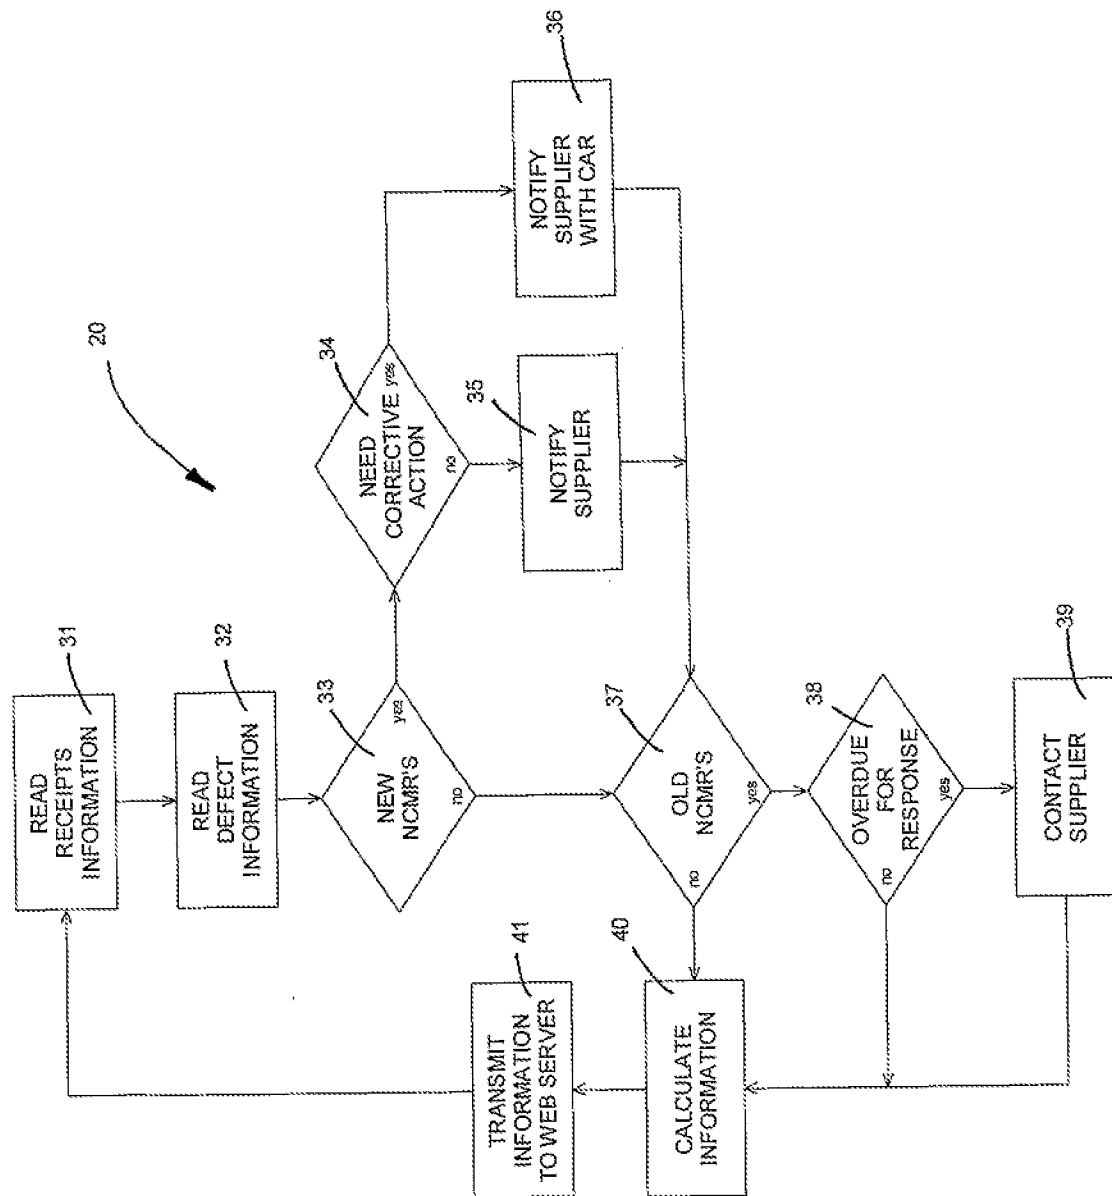 20
31
READ
RECEIPTS
INFORMATION
32
READ
DEFECT
INFORMATION
33
NEW
NCMR'S
yes
no
34
NEED
CORRECTIVE
ACTION
yes
no
35
NOTIFY
SUPPLIER
36
NOTIFY
SUPPLIER
WITH CAR
37
OLD
NCMR'S
no
yes
38
OVERDUE
FOR
RESPONSE
no
yes
39
CONTACT
SUPPLIER
40
CALCULATE
INFORMATION
41
TRANSMIT
INFORMATION
TO WEB SERVER